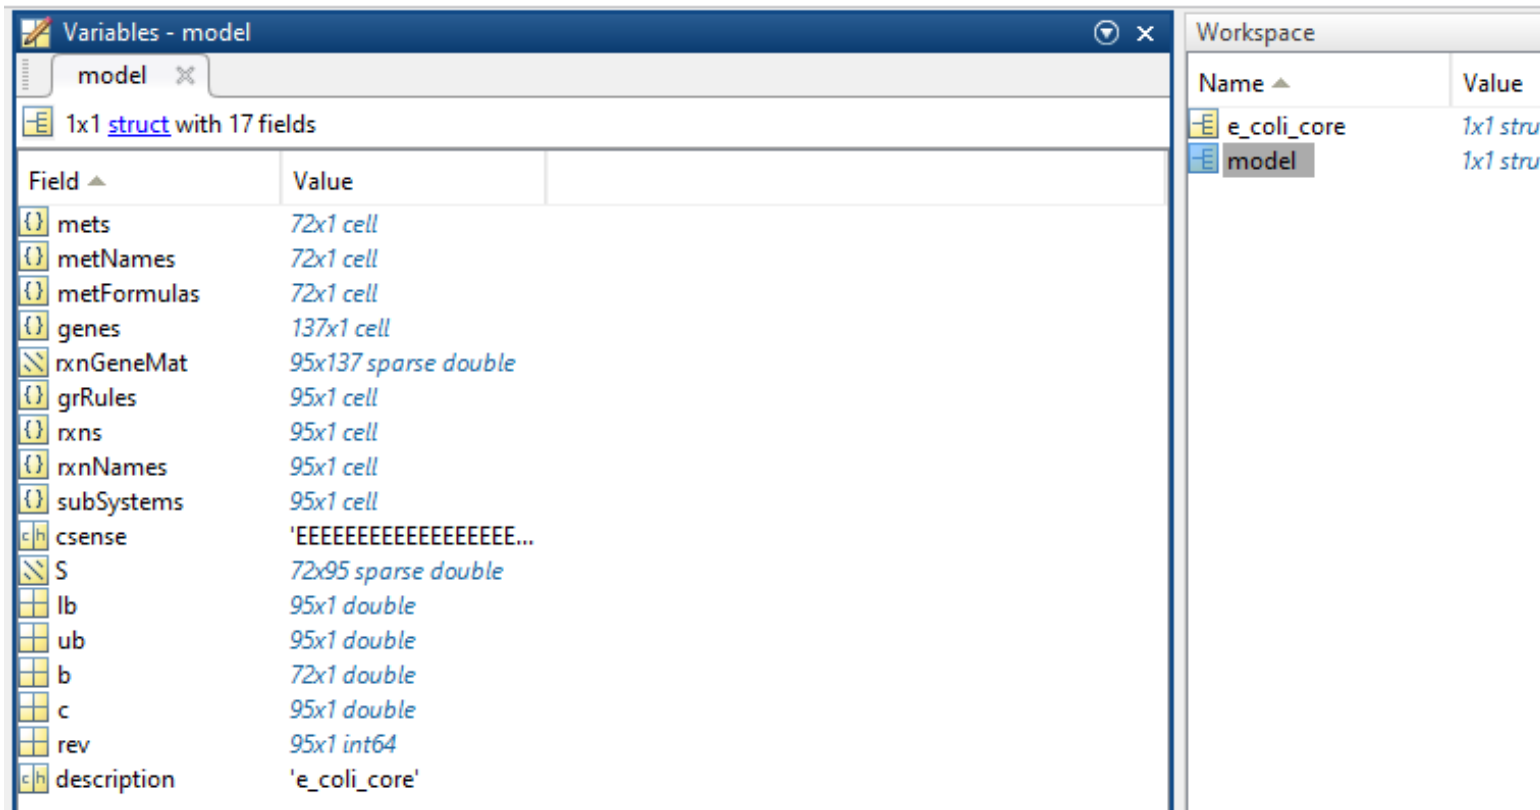 Variables - model
model
1x1 struct with 17 fields
Field Value
mets 72x1 cell
metNames 72x1 cell
metFormulas 72x1 cell
genes 137x1 cell
rxnGeneMat 95x137 sparse double
grRules 95x1 cell
rxns 95x1 cell
rxnNames 95x1 cell
subSystems 95x1 cell
csense 'EEEEEEEEEEEEEEEEEE...
S 72x95 sparse double
lb 95x1 double
ub 95x1 double
b 72x1 double
c 95x1 double
rev 95x1 int64
description 'e_coli_core'
Workspace
Name Value
e_coli_core 1x1 stru
model 1x1 stru